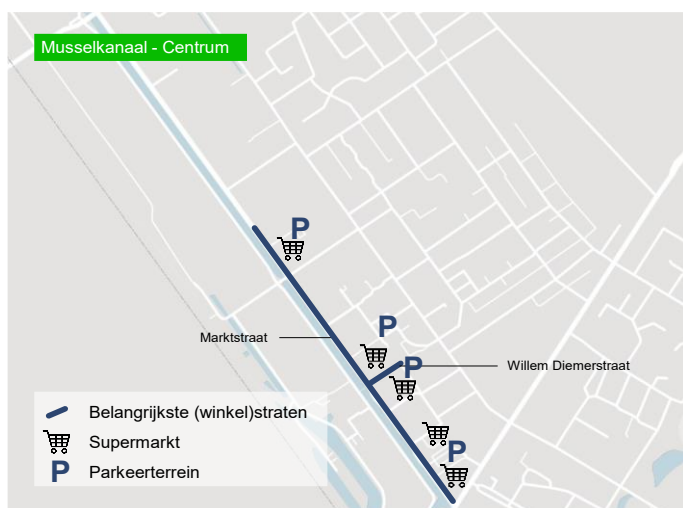 Musselkanaal - Centrum
P
P
Marktstraat
P
Willem Diemerstraat
Belangrijkste (winkel)straten
Supermarkt
P
P Parkeerterrein